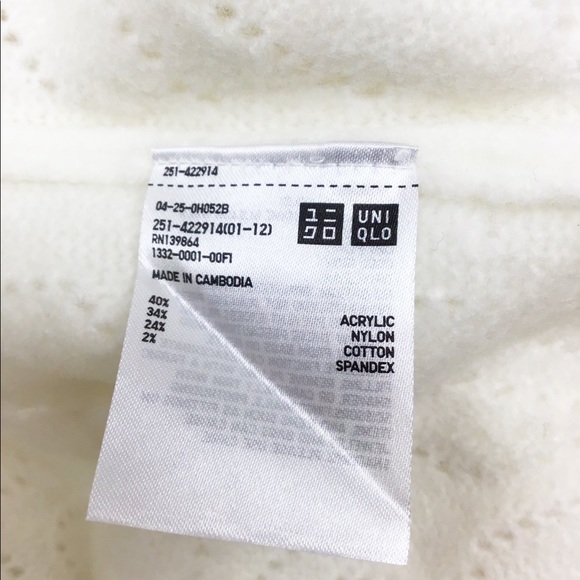 251-422914
04-25-0H052B
251-422914(01-12)
RN139864
1332-0001-00F1
MADE IN CAMBODIA
ユニ
クロ
UNI
QLO
40% ACRYLIC
34% NYLON
24% COTTON
2% SPANDEX